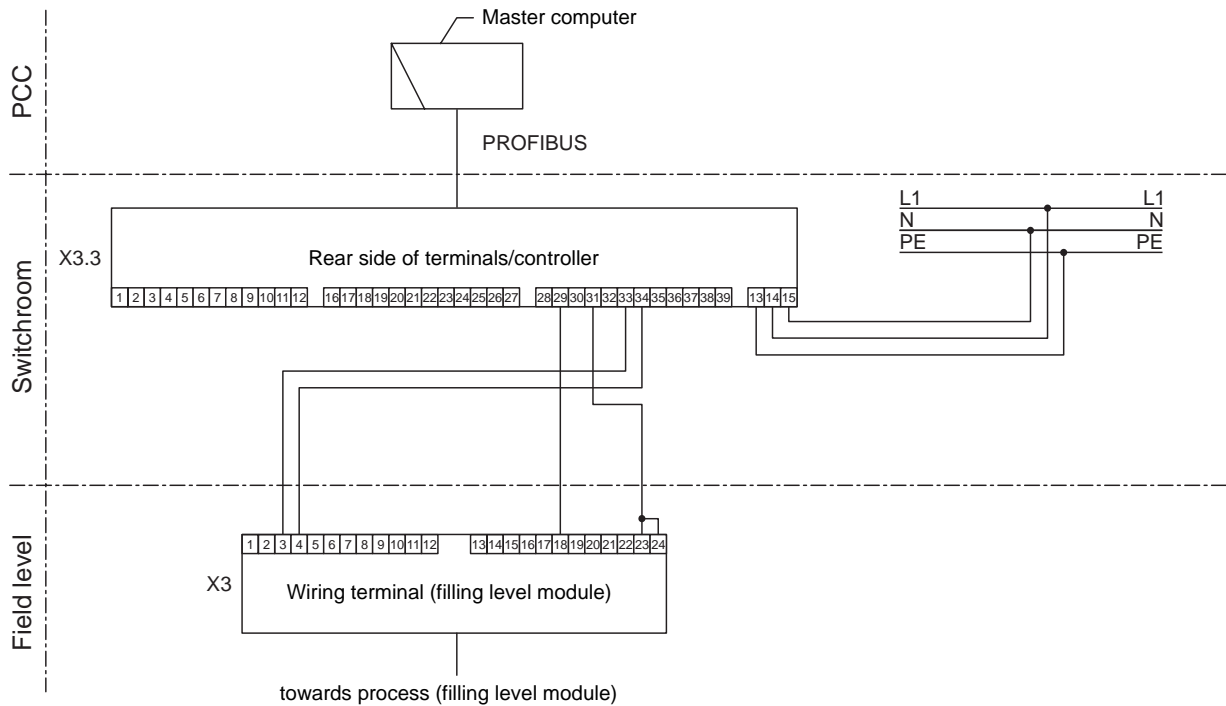 Master computer
PCC
PROFIBUS
L1 L1
N N
PE PE
X3.3
Rear side of terminals/controller
1 2 3 4 5 6 7 8 9 10 11 12 16 17 18 19 20 21 22 23 24 25 26 27 28 29 30 31 32 33 34 35 36 37 38 39 13 14 15
Switchroom
1 2 3 4 5 6 7 8 9 10 11 12 13 14 15 16 17 18 19 20 21 22 23 24
X3
Wiring terminal (filling level module)
Field level
towards process (filling level module)